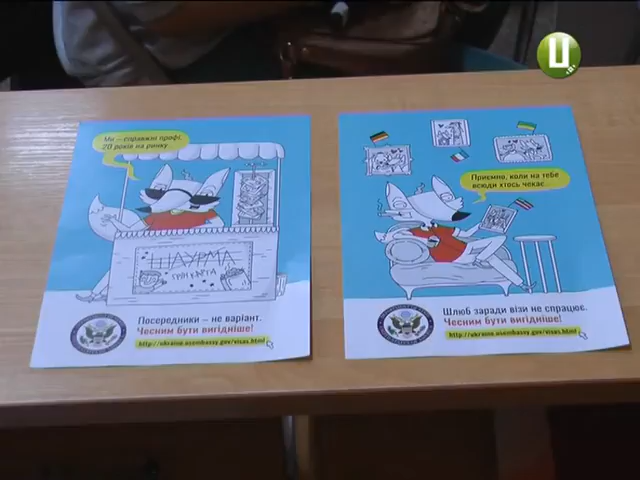 Ц
Ми – справжні профі,
20 років на ринку.
ШАУРМА
ГРІН КАРТА
Посередники – не варіант.
Чесним бути вигідніше!
http://ukraine.usembassy.gov/visas.html
Приємно, коли на тебе
всюди хтось чекає...
Шлюб заради візи не спрацює.
Чесним бути вигідніше!
http://ukraine.usembassy.gov/visas.html